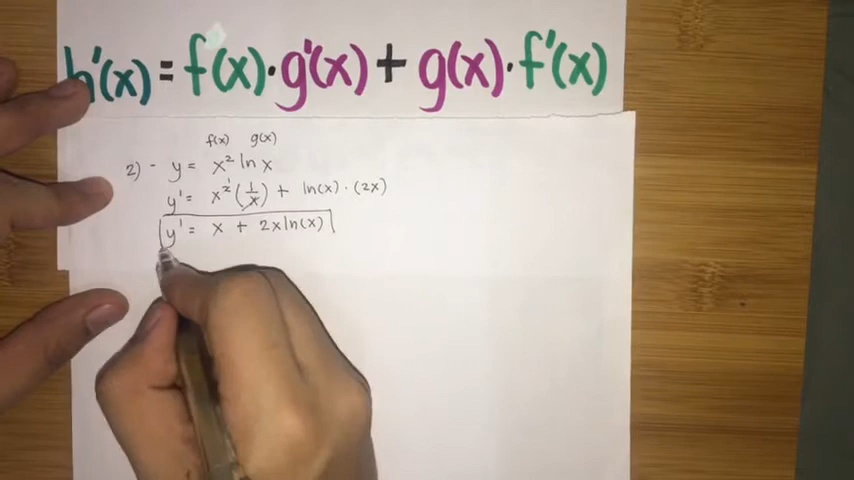 h'(x) = f(x)·g'(x) + g(x)·f'(x)
f(x) g(x)
2) - y = x² ln x
y' = x² (1/x) + ln(x) · (2x)
y' = x + 2x ln(x)